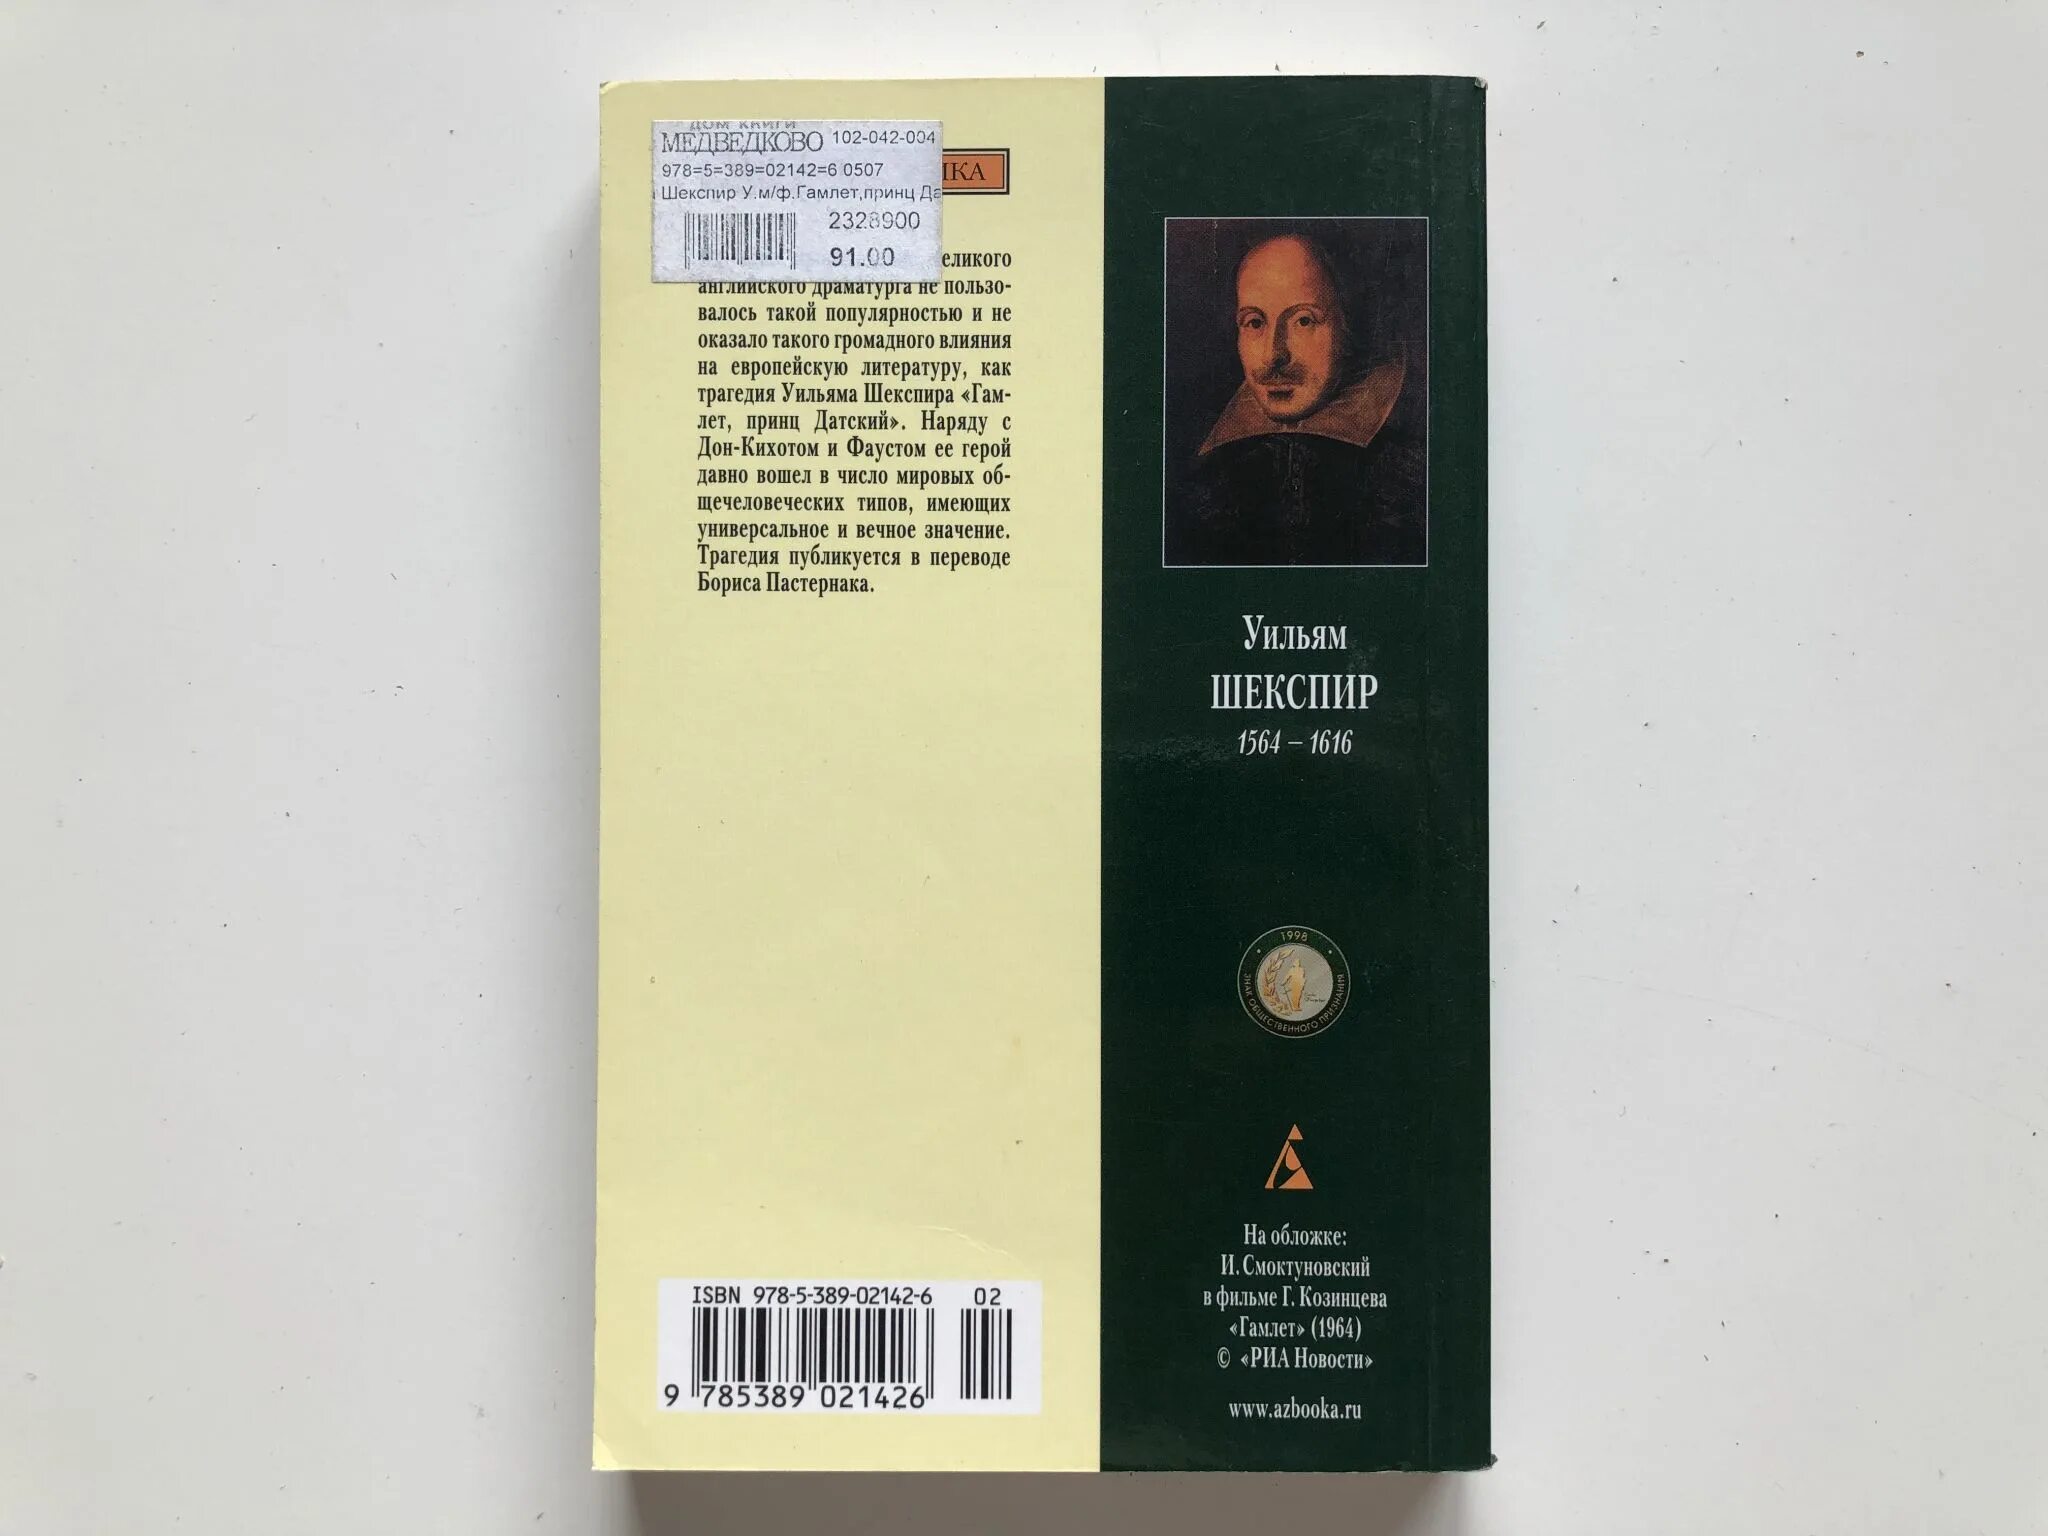 ДОМ КНИГИ
МЕДВЕДКОВО 102-042-004
978=5=389=02142=6 0507
Шекспир У.м/ф.Гамлет,принц Да
2328900
91.00
ИКА
еликого
английского драматурга не пользо-
валось такой популярностью и не
оказало такого громадного влияния
на европейскую литературу, как
трагедия Уильяма Шекспира «Гам-
лет, принц Датский». Наряду с
Дон-Кихотом и Фаустом ее герой
давно вошел в число мировых об-
щечеловеческих типов, имеющих
универсальное и вечное значение.
Трагедия публикуется в переводе
Бориса Пастернака.
ISBN 978-5-389-02142-6 02
9 785389 021426
Уильям
ШЕКСПИР
1564 – 1616
1998
ЗНАК ОБЩЕСТВЕННОГО ПРИЗНАНИЯ
На обложке:
И. Смоктуновский
в фильме Г. Козинцева
«Гамлет» (1964)
© «РИА Новости»
www.azbooka.ru